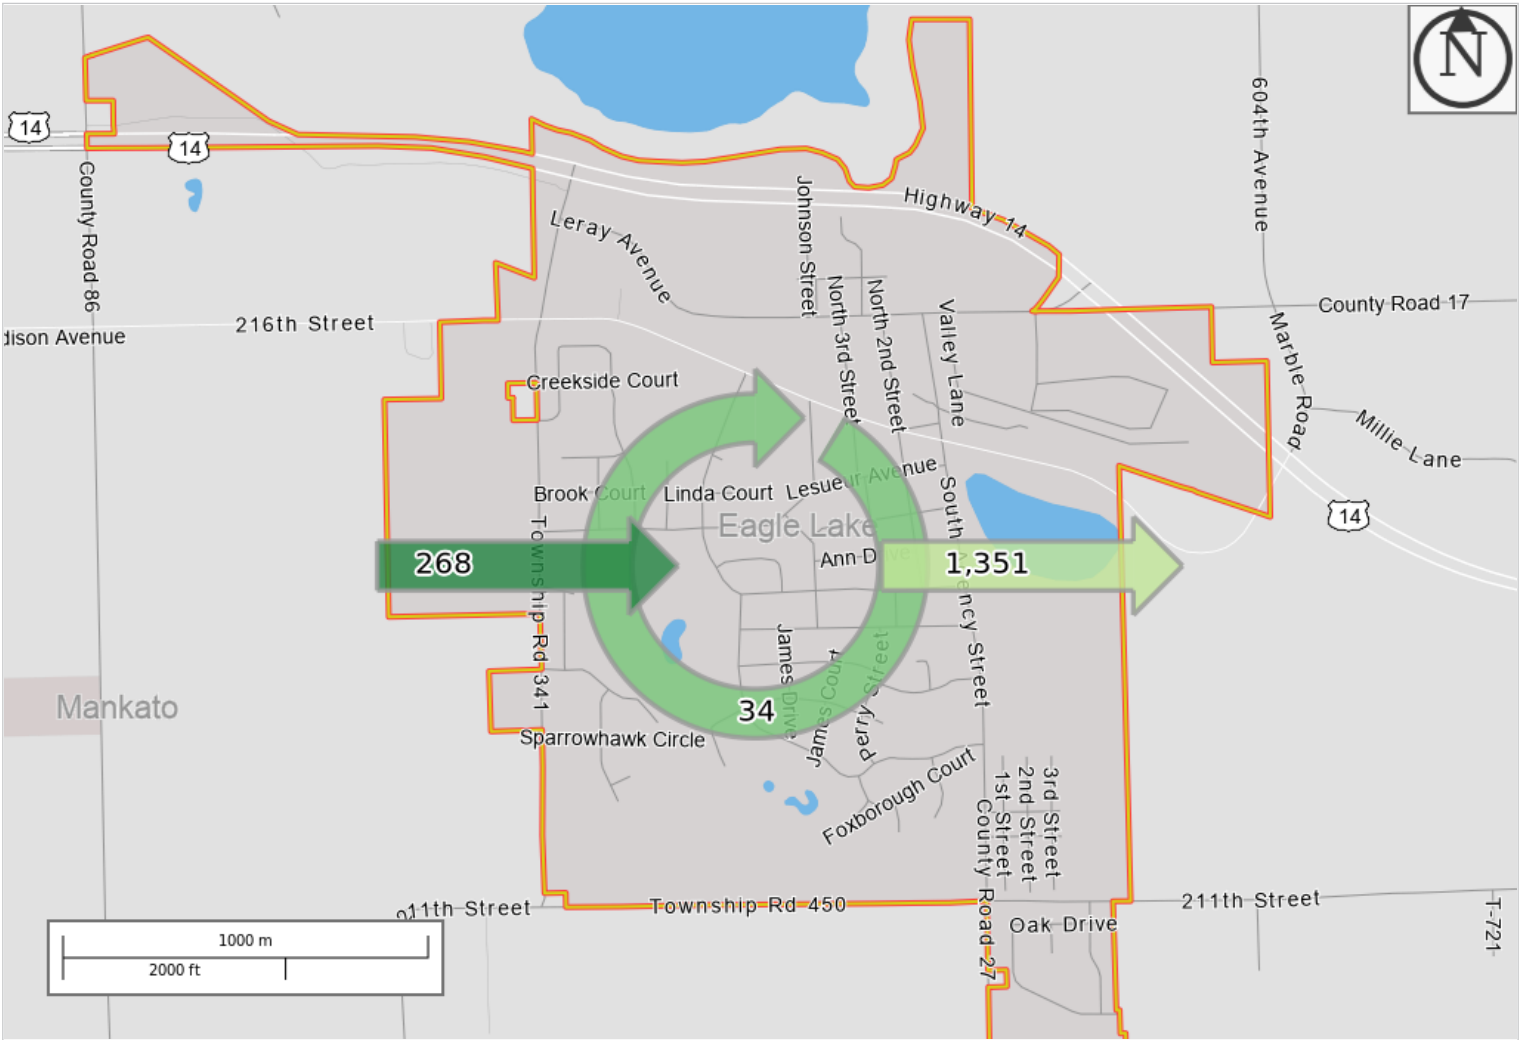 N
14
14
604th Avenue
County Road 86
Johnson Street
Highway 14
Leray Avenue
North 3rd Street
North 2nd Street
Valley Lane
County Road 17
216th Street
dison Avenue
Marble Road
Creekside Court
Millie Lane
Lesueur Avenue
Brook Court
Linda Court
Eagle Lake
14
South Agency Street
Township Rd 341
Ann Drive
268
1,351
James Drive
James Court
Perry Street
Mankato
34
Sparrowhawk Circle
Foxborough Court
1st Street
2nd Street
3rd Street
County Road 27
211th Street
Township Rd 450
211th Street
Oak Drive
T-721
1000 m
2000 ft